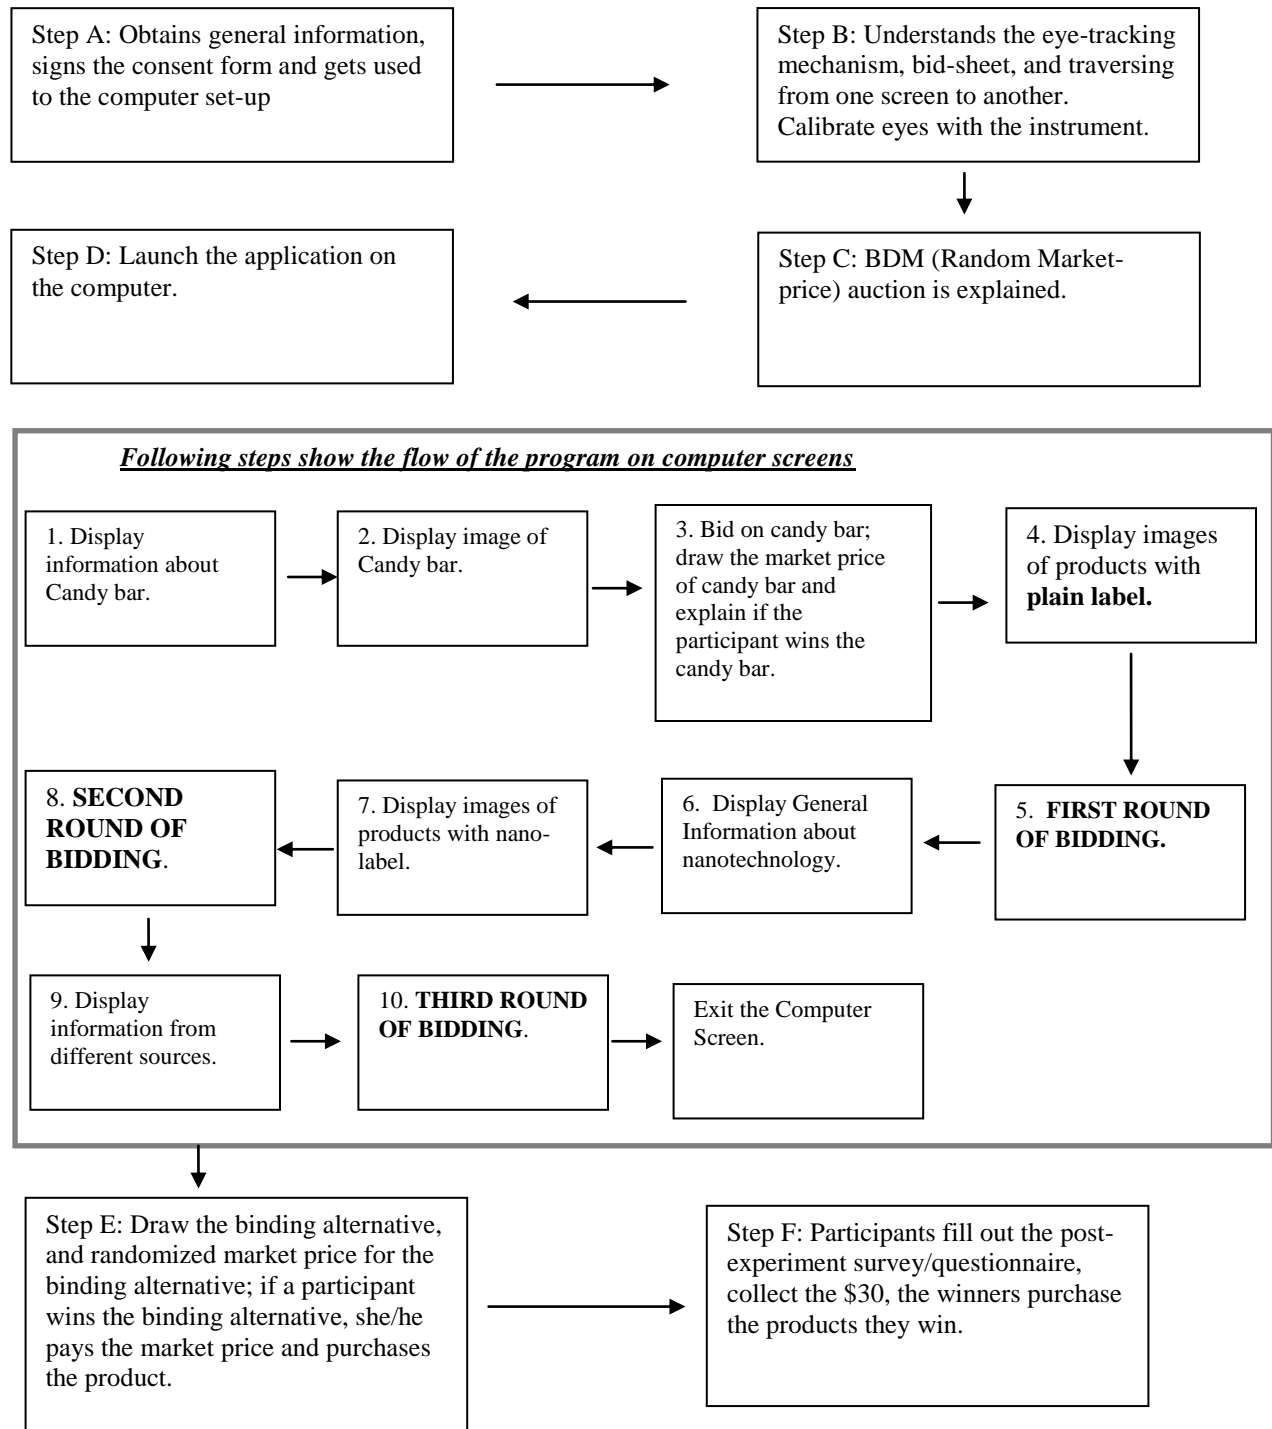 Step A: Obtains general information,
signs the consent form and gets used
to the computer set-up
Step B: Understands the eye-tracking
mechanism, bid-sheet, and traversing
from one screen to another.
Calibrate eyes with the instrument.
Step C: BDM (Random Market-
price) auction is explained.
Step D: Launch the application on
the computer.
Following steps show the flow of the program on computer screens
1. Display
information about
Candy bar.
2. Display image of
Candy bar.
3. Bid on candy bar;
draw the market price
of candy bar and
explain if the
participant wins the
candy bar.
4. Display images
of products with
plain label.
5. FIRST ROUND
OF BIDDING.
6. Display General
Information about
nanotechnology.
7. Display images of
products with nano-
label.
8. SECOND
ROUND OF
BIDDING.
9. Display
information from
different sources.
10. THIRD ROUND
OF BIDDING.
Exit the Computer
Screen.
Step E: Draw the binding alternative,
and randomized market price for the
binding alternative; if a participant
wins the binding alternative, she/he
pays the market price and purchases
the product.
Step F: Participants fill out the post-
experiment survey/questionnaire,
collect the $30, the winners purchase
the products they win.